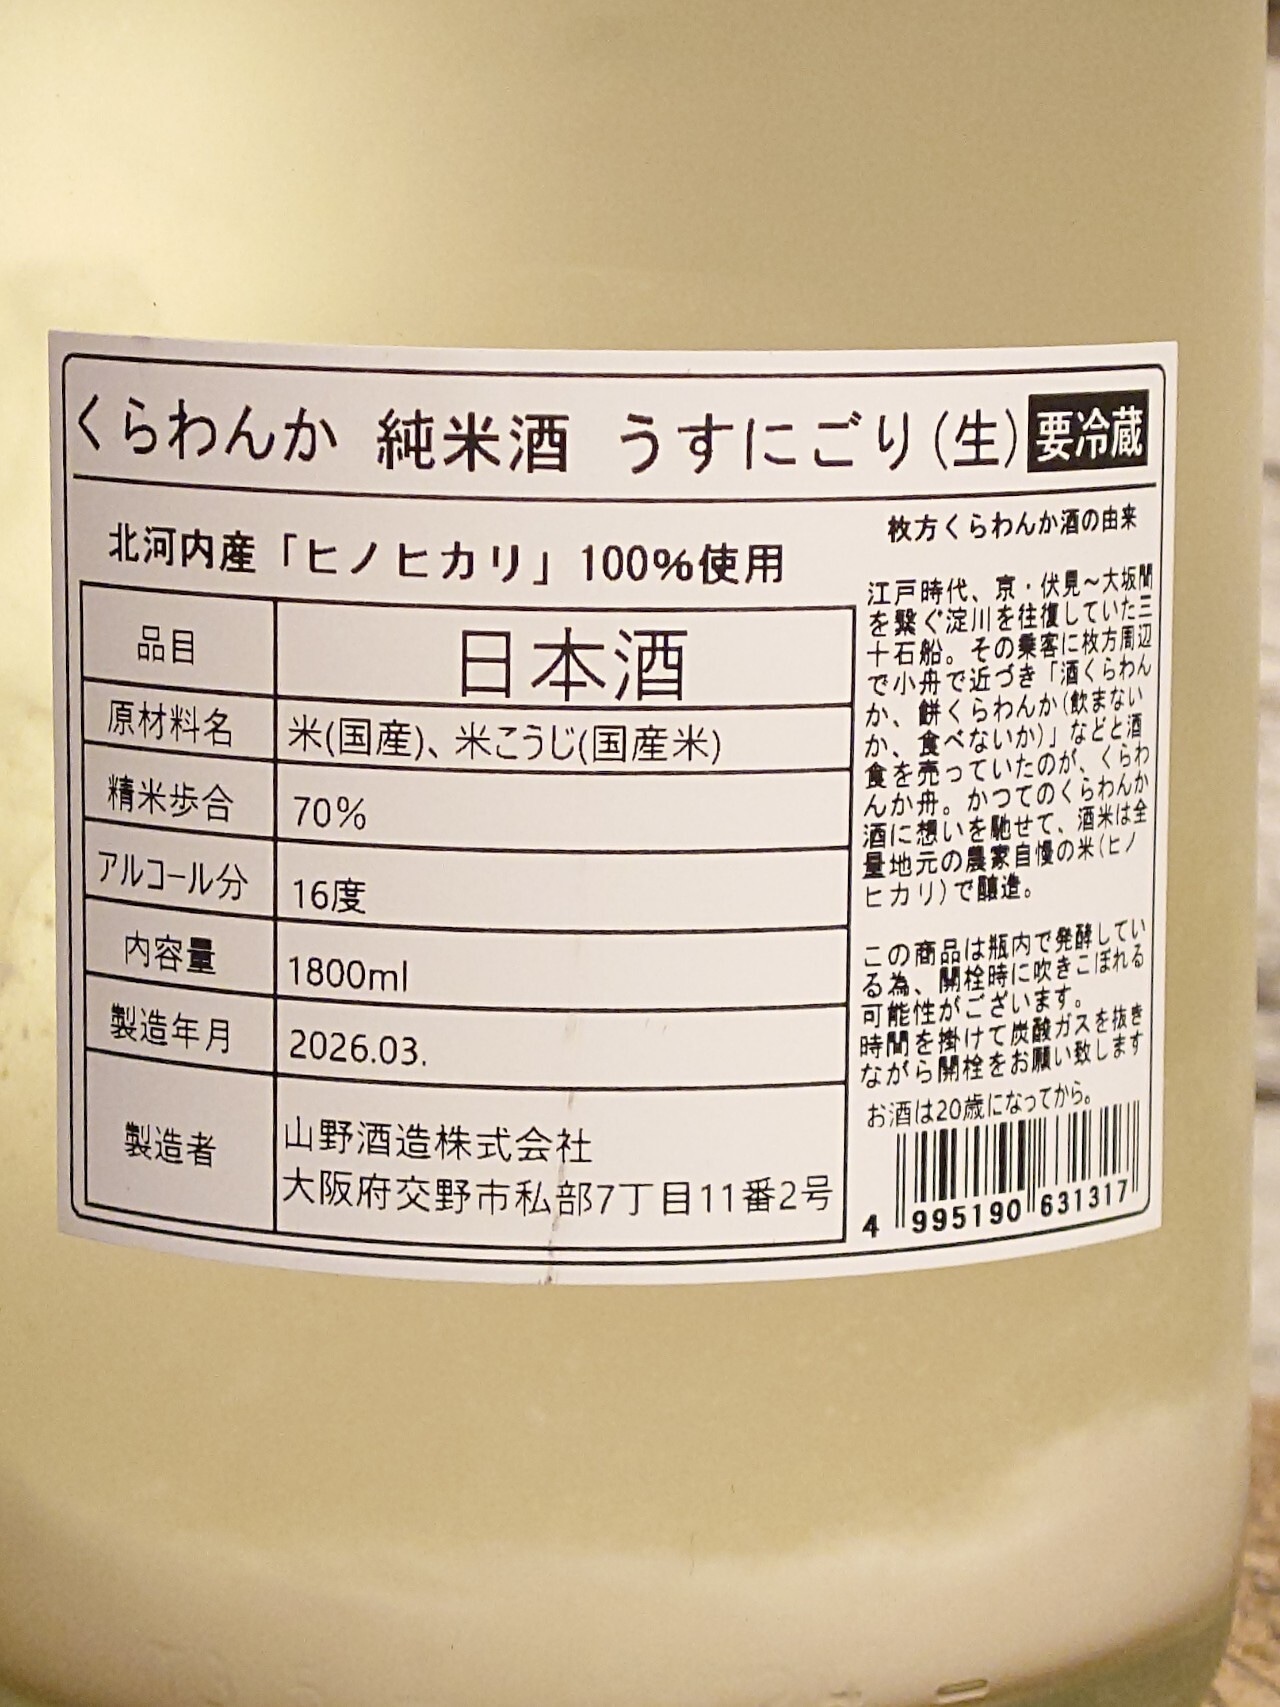 くらわんか 純米酒 うすにごり(生) 要冷蔵
北河内産「ヒノヒカリ」100%使用
品目 日本酒
原材料名 米(国産)、米こうじ(国産米)
精米歩合 70%
アルコール分 16度
内容量 1800ml
製造年月 2026.03.
製造者 山野酒造株式会社
大阪府交野市私部7丁目11番2号
枚方くらわんか酒の由来
江戸時代、京・伏見~大坂間
を繋ぐ淀川を往復していた三
十石船。その乗客に枚方周辺
で小舟で近づき「酒くらわん
か、餅くらわんか(飲まない
か、食べないか)」などと酒
食を売っていたのが、くらわ
んか舟。かつてのくらわんか
酒に想いを馳せて、酒米は全
量地元の農家自慢の米(ヒノ
ヒカリ)で醸造。
この商品は瓶内で発酵してい
る為、開栓時に吹きこぼれる
可能性がございます。
時間を掛けて炭酸ガスを抜き
ながら開栓をお願い致します
お酒は20歳になってから。
4 995190 631317